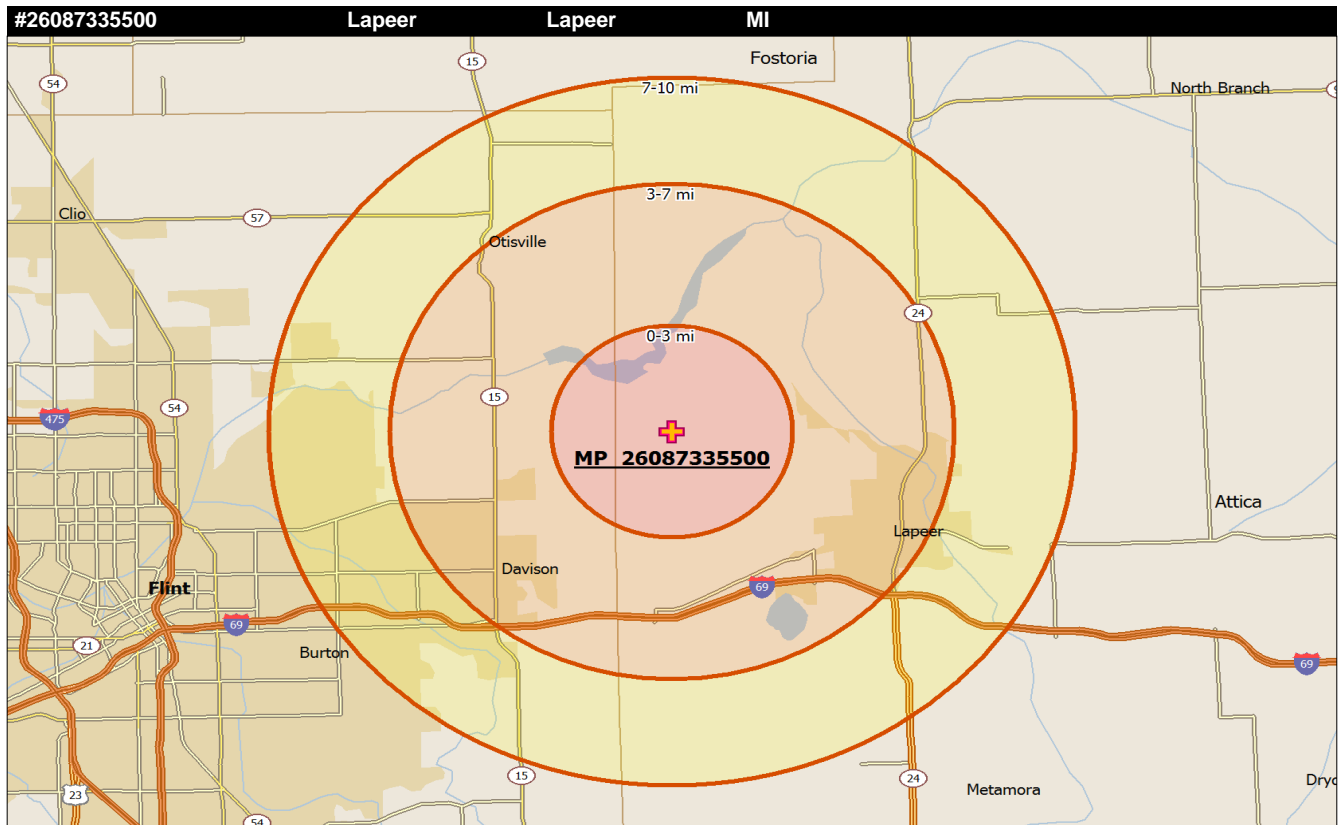 #26087335500 Lapeer Lapeer MI
Fostoria
15
54
7-10 mi
North Branch
24
3-7 mi
Clio
57
Otisville
24
0-3 mi
15
54
475
MP 26087335500
Attica
Lapeer
Davison
69
Flint
69
21
Burton
69
15
24
Metamora
23
54